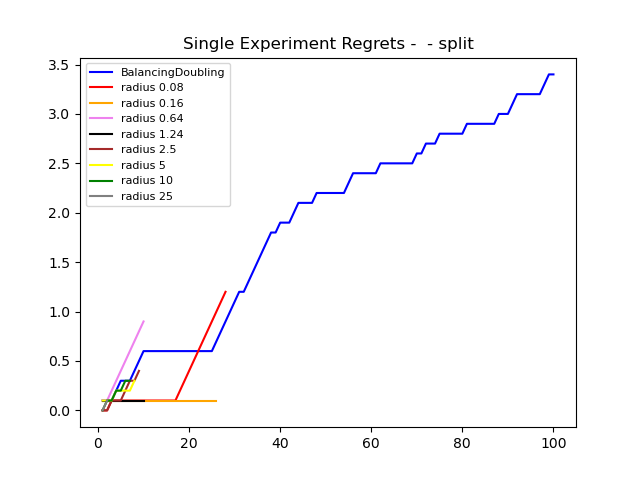 Single Experiment Regrets -  - split
BalancingDoubling
radius 0.08
radius 0.16
radius 0.64
radius 1.24
radius 2.5
radius 5
radius 10
radius 25
3.5
3.0
2.5
2.0
1.5
1.0
0.5
0.0
0 20 40 60 80 100